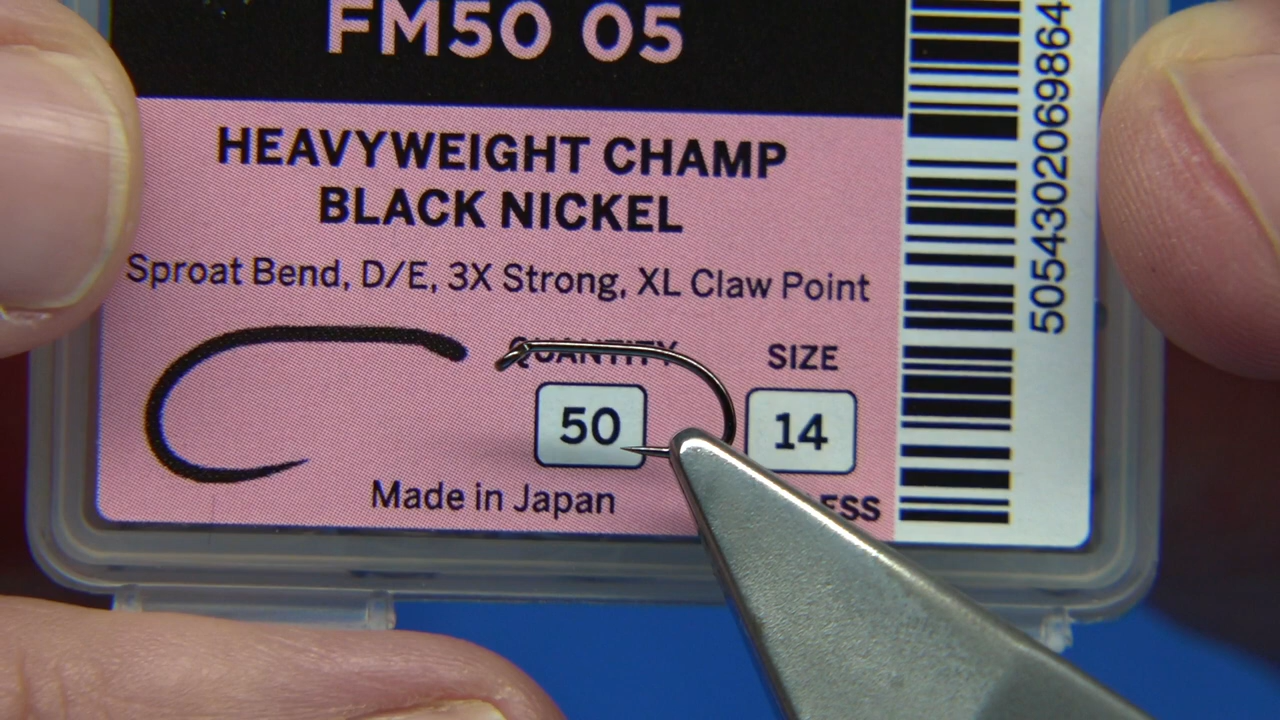 FM50 05
HEAVYWEIGHT CHAMP
BLACK NICKEL
Sproat Bend, D/E, 3X Strong, XL Claw Point
QUANTITY SIZE
50 14
Made in Japan
5054302069864